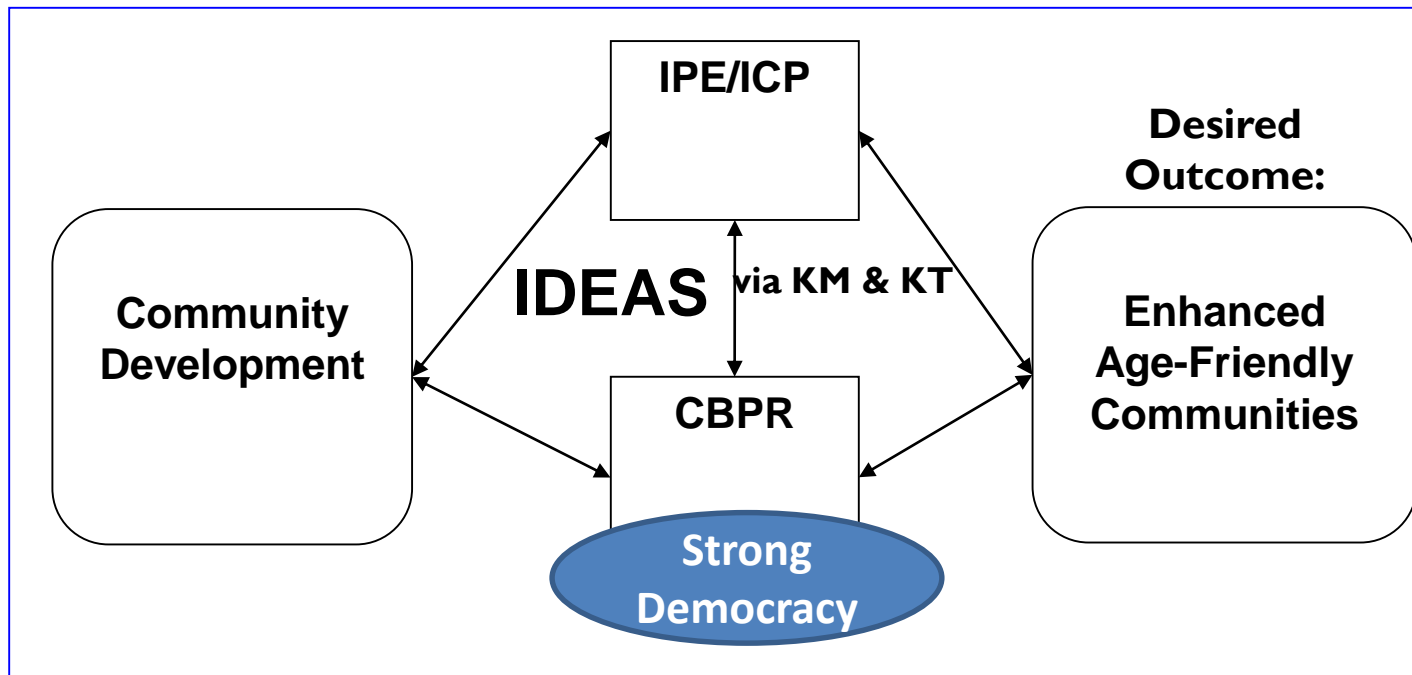 IPE/ICP
Desired
Outcome:
Community
Development
IDEAS
via KM & KT
Enhanced
Age-Friendly
Communities
CBPR
Strong
Democracy